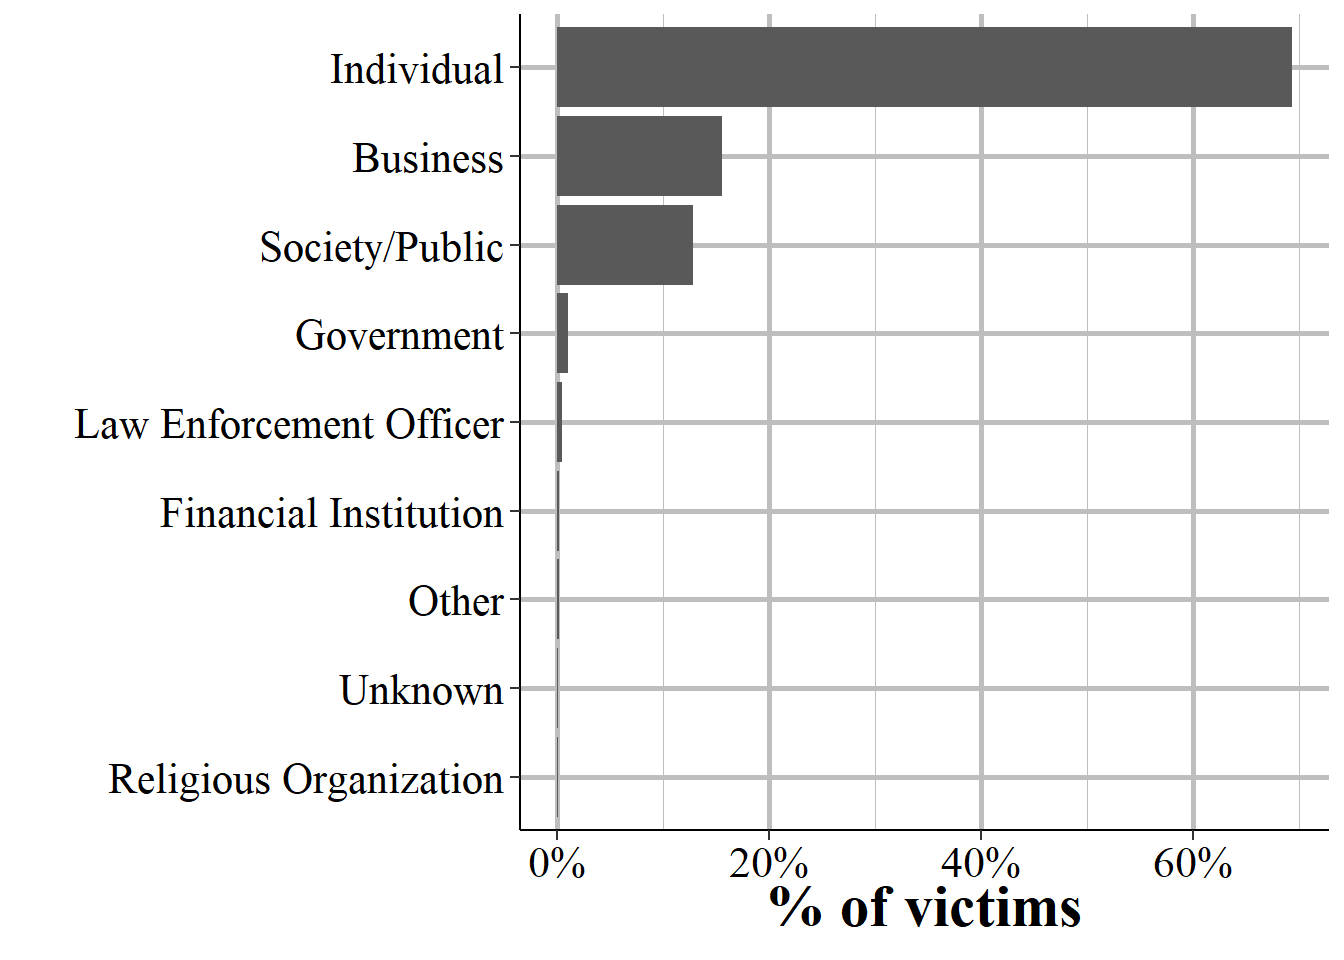 Individual
Business
Society/Public
Government
Law Enforcement Officer
Financial Institution
Other
Unknown
Religious Organization
0% 20% 40% 60%
% of victims